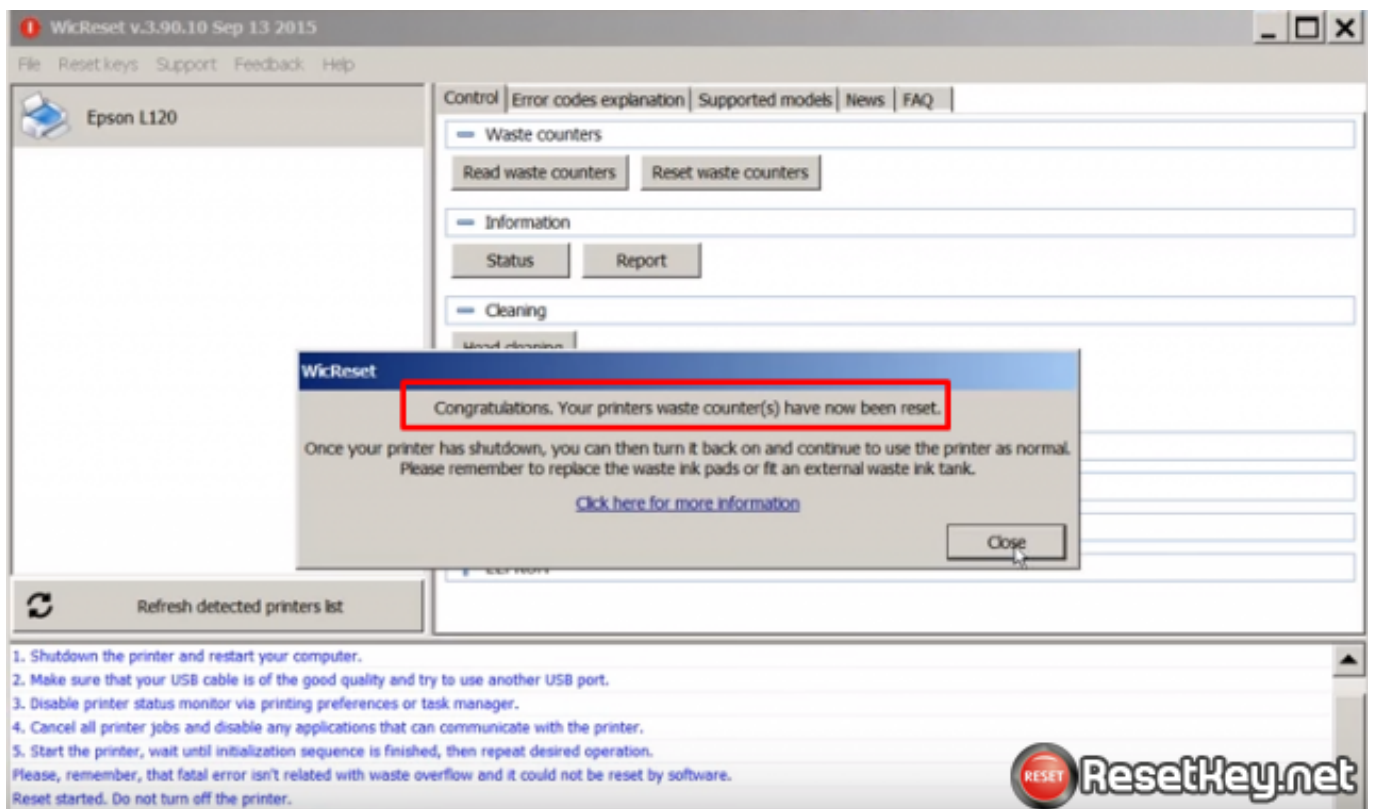 WicReset v.3.90.10 Sep 13 2015
File Reset keys Support Feedback Help
Epson L120
Control Error codes explanation Supported models News FAQ
Waste counters
Read waste counters Reset waste counters
Information
Status Report
Cleaning
Head cleaning
WicReset
Congratulations. Your printers waste counter(s) have now been reset.
Once your printer has shutdown, you can then turn it back on and continue to use the printer as normal.
Please remember to replace the waste ink pads or fit an external waste ink tank.
Click here for more information
Close
Refresh detected printers list
1. Shutdown the printer and restart your computer.
2. Make sure that your USB cable is of the good quality and try to use another USB port.
3. Disable printer status monitor via printing preferences or task manager.
4. Cancel all printer jobs and disable any applications that can communicate with the printer.
5. Start the printer, wait until initialization sequence is finished, then repeat desired operation.
Please, remember, that fatal error isn't related with waste overflow and it could not be reset by software.
Reset started. Do not turn off the printer.
RESET ResetKey.net